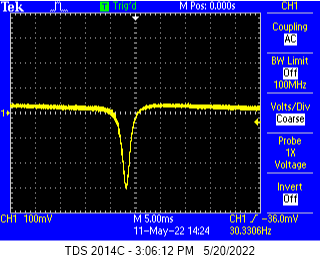 Tek Trig'd M Pos: 0.000s CH1
Coupling
AC
BW Limit
Off
100MHz
Volts/Div
Coarse
1
Probe
1X
Voltage
Invert
Off
CH1 100mV M 5.00ms CH1 -36.0mV
11-May-22 14:24 30.3306Hz
TDS 2014C - 3:06:12 PM 5/20/2022